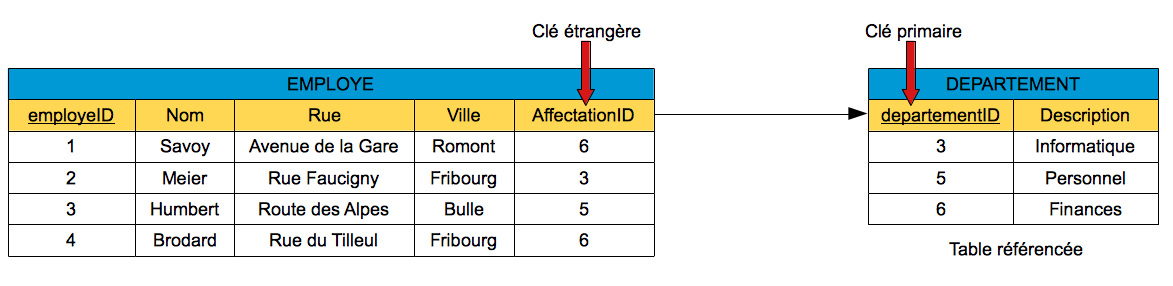 Clé étrangère Clé primaire
EMPLOYE DEPARTEMENT
employeID Nom Rue Ville AffectationID departementID Description
1 Savoy Avenue de la Gare Romont 6 3 Informatique
2 Meier Rue Faucigny Fribourg 3 5 Personnel
3 Humbert Route des Alpes Bulle 5 6 Finances
4 Brodard Rue du Tilleul Fribourg 6
Table référencée